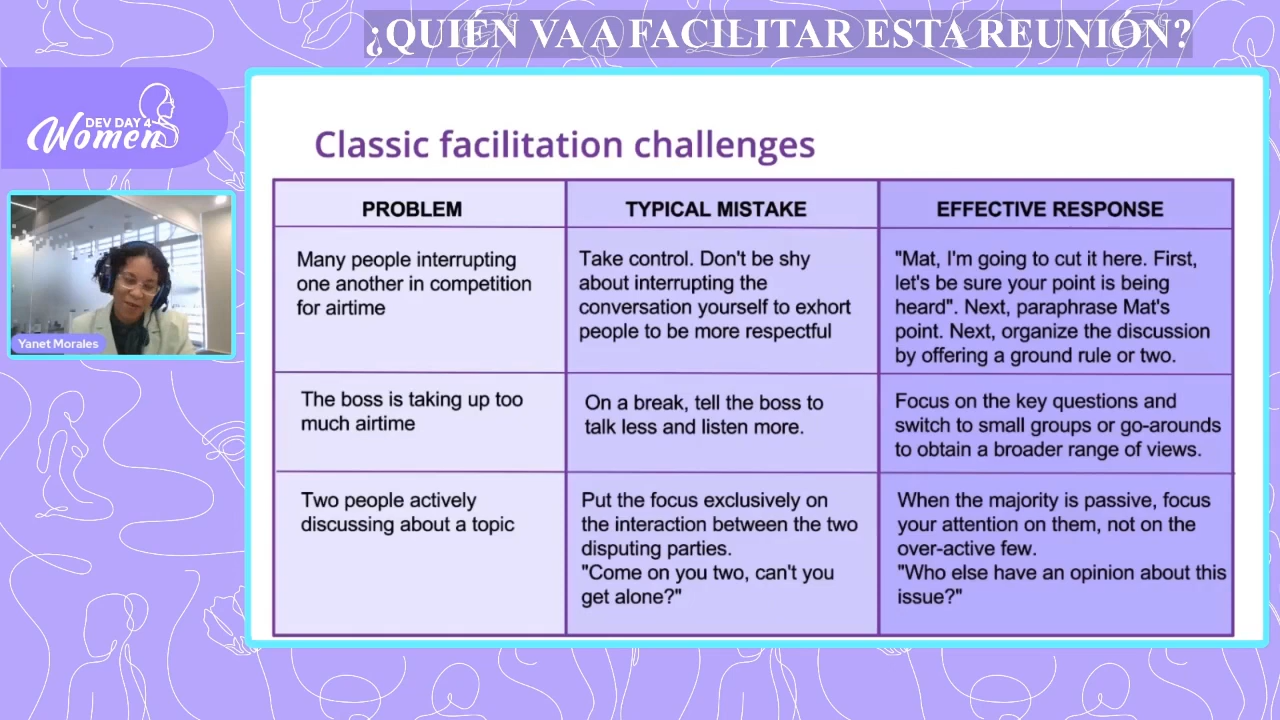 ¿QUIÉN VA A FACILITAR ESTA REUNIÓN?
DEV DAY 4
Women
Yanet Morales
Classic facilitation challenges
PROBLEM
TYPICAL MISTAKE
EFFECTIVE RESPONSE
Many people interrupting
one another in competition
for airtime
Take control. Don't be shy
about interrupting the
conversation yourself to exhort
people to be more respectful
"Mat, I'm going to cut it here. First,
let's be sure your point is being
heard". Next, paraphrase Mat's
point. Next, organize the discussion
by offering a ground rule or two.
The boss is taking up too
much airtime
On a break, tell the boss to
talk less and listen more.
Focus on the key questions and
switch to small groups or go-arounds
to obtain a broader range of views.
Two people actively
discussing about a topic
Put the focus exclusively on
the interaction between the two
disputing parties.
"Come on you two, can't you
get alone?"
When the majority is passive, focus
your attention on them, not on the
over-active few.
"Who else have an opinion about this
issue?"